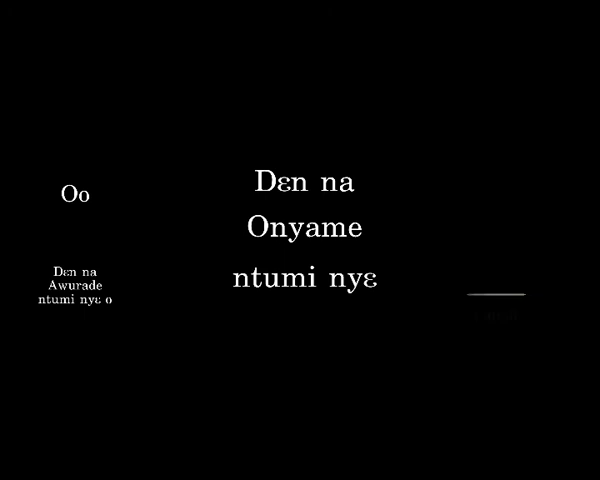 Oo
Dɛn na
Awurade
ntumi nyɛ o
Dɛn na
Onyame
ntumi nyɛ